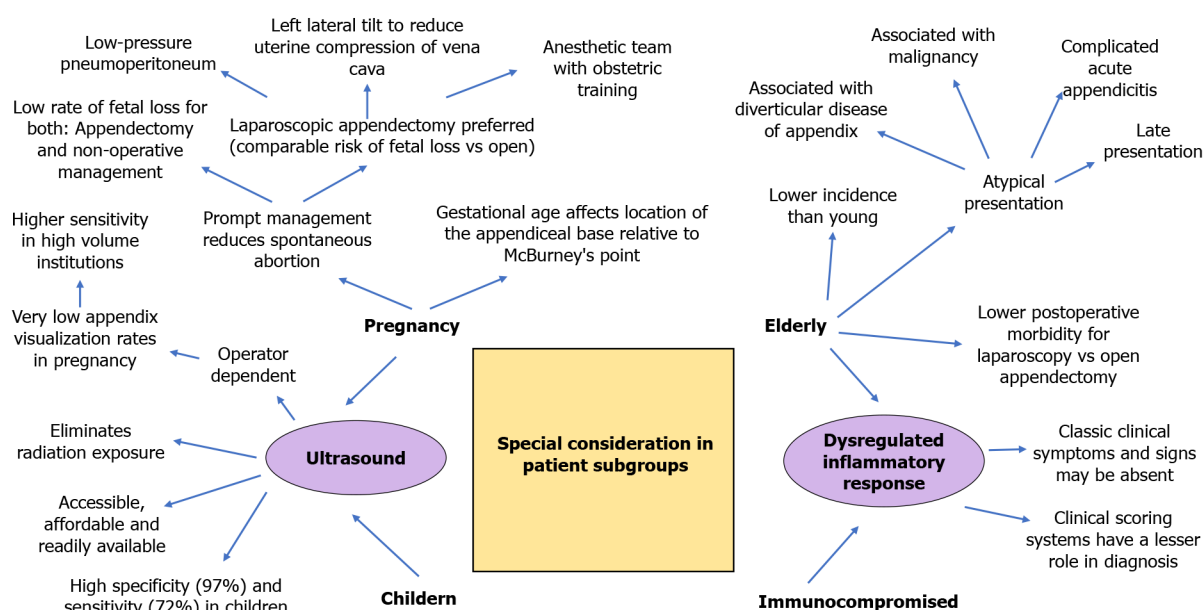 Low-pressure
pneumoperitoneum
Left lateral tilt to reduce
uterine compression of vena
cava
Anesthetic team
with obstetric
training
Low rate of fetal loss for
both: Appendectomy
and non-operative
management
Laparoscopic appendectomy preferred
(comparable risk of fetal loss vs open)
Higher sensitivity
in high volume
institutions
Prompt management
reduces spontaneous
abortion
Gestational age affects location of
the appendiceal base relative to
McBurney's point
Very low appendix
visualization rates
in pregnancy
Operator
dependent
Pregnancy
Eliminates
radiation exposure
Ultrasound
Accessible,
affordable and
readily available
High specificity (97%) and
sensitivity (72%) in children
Childern
Special consideration in
patient subgroups
Associated with
malignancy
Complicated
acute
appendicitis
Associated with
diverticular disease
of appendix
Late
presentation
Atypical
presentation
Lower incidence
than young
Elderly
Lower postoperative
morbidity for
laparoscopy vs open
appendectomy
Dysregulated
inflammatory
response
Classic clinical
symptoms and signs
may be absent
Clinical scoring
systems have a lesser
role in diagnosis
Immunocompromised